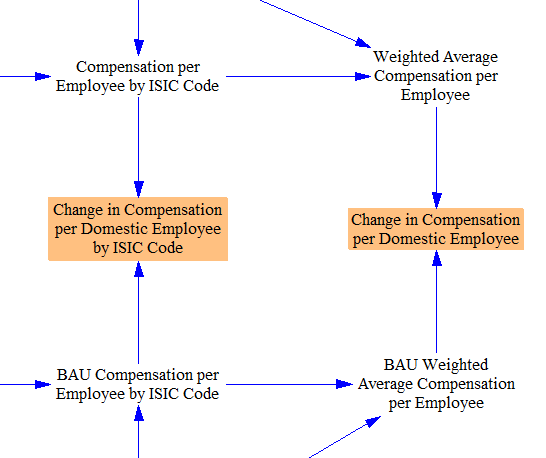 Compensation per
Employee by ISIC Code
Weighted Average
Compensation per
Employee
Change in Compensation
per Domestic Employee
by ISIC Code
Change in Compensation
per Domestic Employee
BAU Compensation per
Employee by ISIC Code
BAU Weighted
Average Compensation
per Employee